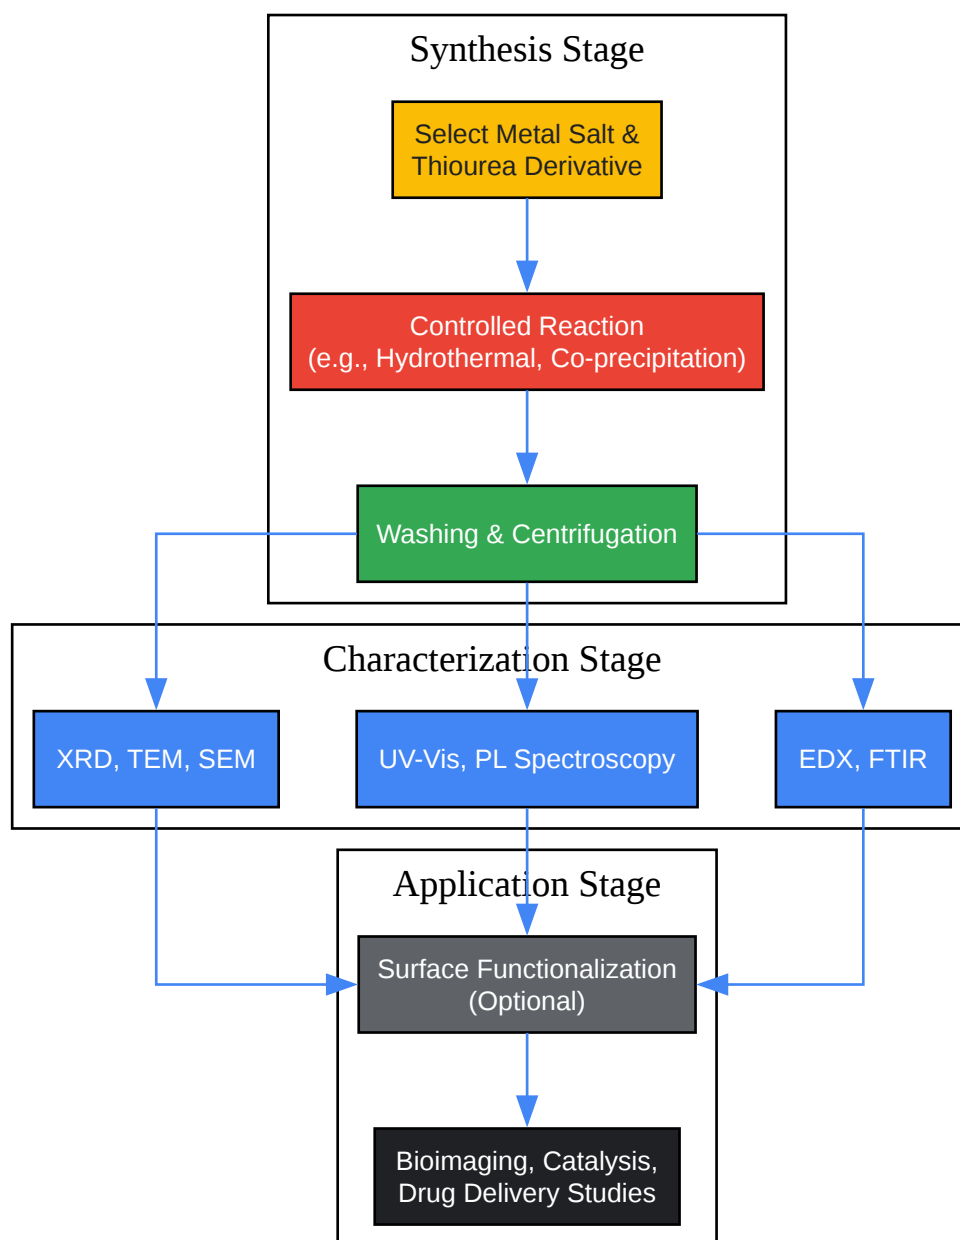 Synthesis Stage
Select Metal Salt &
Thiourea Derivative
Controlled Reaction
(e.g., Hydrothermal, Co-precipitation)
Washing & Centrifugation
Characterization Stage
XRD, TEM, SEM
UV-Vis, PL Spectroscopy
EDX, FTIR
Application Stage
Surface Functionalization
(Optional)
Bioimaging, Catalysis,
Drug Delivery Studies